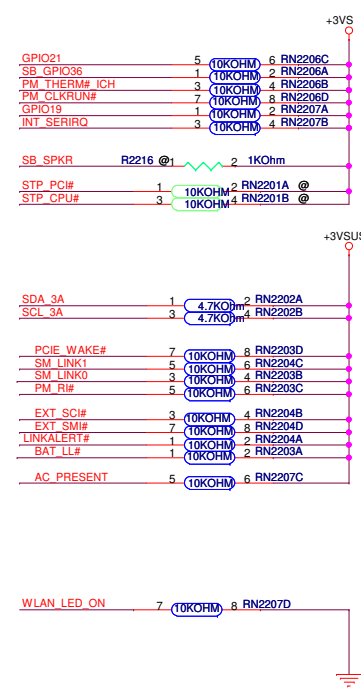 +3VS
GPIO21 5 10KOHM 6 RN2206C
SB_GPIO36 1 10KOHM 2 RN2206A
PM_THERM#_ICH 3 10KOHM 4 RN2206B
PM_CLKRUN# 7 10KOHM 8 RN2206D
GPIO19 1 10KOHM 2 RN2207A
INT_SERIRQ 3 10KOHM 4 RN2207B
SB_SPKR R2216 @ 1 2 1KOhm
STP_PCI# 1 10KOHM 2 RN2201A @
STP_CPU# 3 10KOHM 4 RN2201B @
+3VSUS
SDA_3A 1 4.7KOhm 2 RN2202A
SCL_3A 3 4.7KOhm 4 RN2202B
PCIE_WAKE# 7 10KOHM 8 RN2203D
SM_LINK1 5 10KOHM 6 RN2204C
SM_LINK0 3 10KOHM 4 RN2203B
PM_RI# 5 10KOHM 6 RN2203C
EXT_SCI# 3 10KOHM 4 RN2204B
EXT_SMI# 7 10KOHM 8 RN2204D
LINKALERT# 1 10KOHM 2 RN2204A
BAT_LL# 1 10KOHM 2 RN2203A
AC_PRESENT 5 10KOHM 6 RN2207C
WLAN_LED_ON 7 10KOHM 8 RN2207D